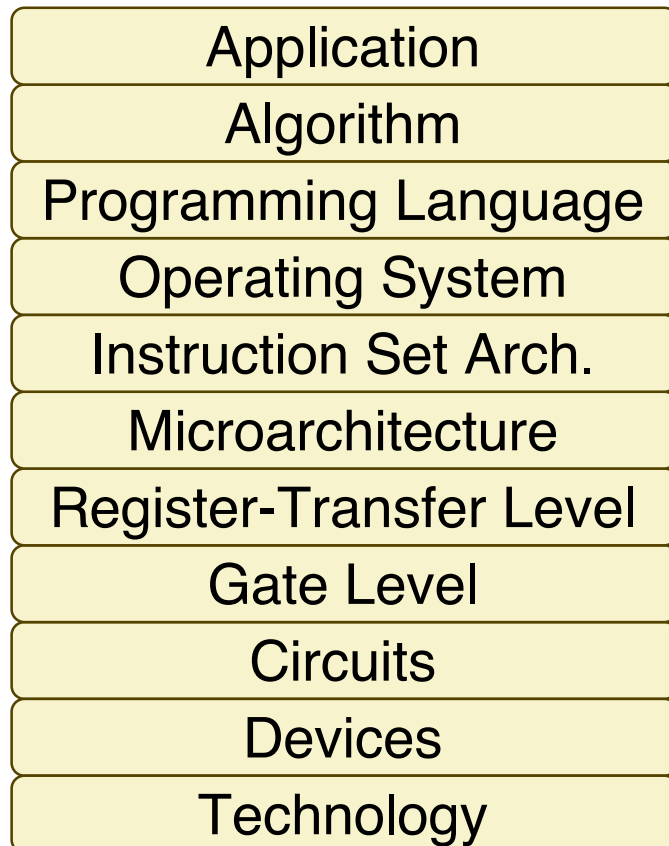 Application
Algorithm
Programming Language
Operating System
Instruction Set Arch.
Microarchitecture
Register-Transfer Level
Gate Level
Circuits
Devices
Technology